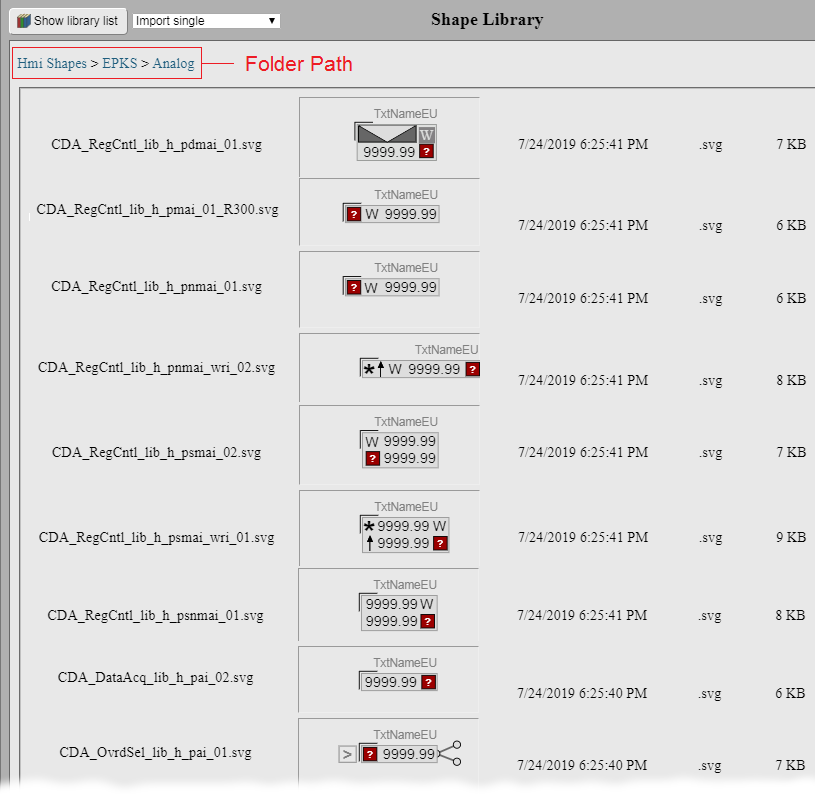 Show library list Import single ▼ Shape Library
Hmi Shapes > EPKS > Analog Folder Path
TxtNameEU
W
CDA_RegCntl_lib_h_pdmai_01.svg 7/24/2019 6:25:41 PM .svg 7 KB
9999.99 ?
TxtNameEU
CDA_RegCntl_lib_h_pmai_01_R300.svg ? W 9999.99
7/24/2019 6:25:41 PM .svg 6 KB
TxtNameEU
CDA_RegCntl_lib_h_pnmai_01.svg ? W 9999.99
7/24/2019 6:25:41 PM .svg 6 KB
TxtNameEU
CDA_RegCntl_lib_h_pnmai_wri_02.svg * W 9999.99 ?
7/24/2019 6:25:41 PM .svg 8 KB
TxtNameEU
W 9999.99
CDA_RegCntl_lib_h_psmai_02.svg 7/24/2019 6:25:41 PM .svg 7 KB
? 9999.99
TxtNameEU
* 9999.99 W
CDA_RegCntl_lib_h_psmai_wri_01.svg 7/24/2019 6:25:41 PM .svg 9 KB
9999.99 ?
TxtNameEU
9999.99 W
CDA_RegCntl_lib_h_psnmai_01.svg 7/24/2019 6:25:41 PM .svg 8 KB
9999.99 ?
TxtNameEU
CDA_DataAcq_lib_h_pai_02.svg 9999.99 ?
7/24/2019 6:25:40 PM .svg 6 KB
TxtNameEU
CDA_OvrdSel_lib_h_pai_01.svg > ? 9999.99
7/24/2019 6:25:40 PM .svg 7 KB